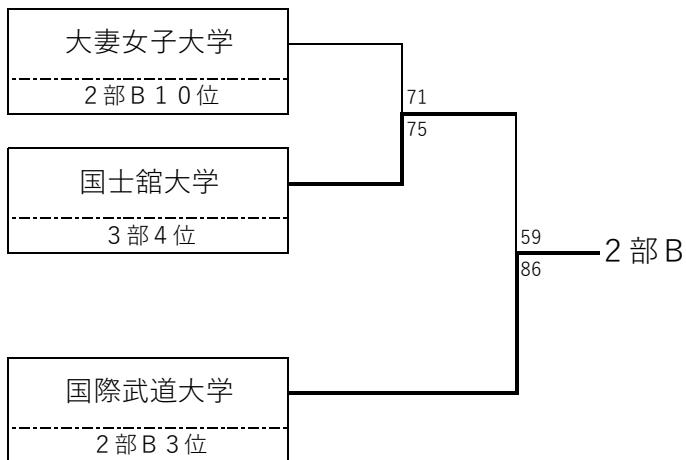 大妻女子大学
２部Ｂ１０位
71
75
国士舘大学
３部４位
59
86
２部Ｂ
国際武道大学
２部Ｂ３位